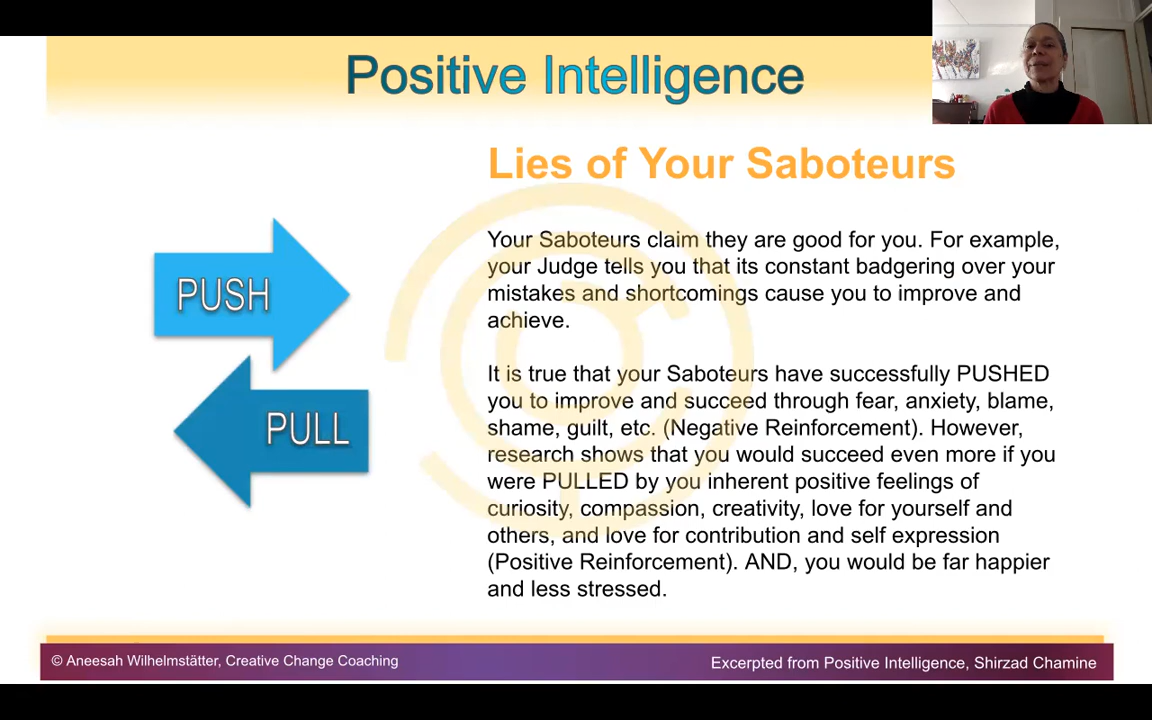 Positive Intelligence
Lies of Your Saboteurs
PUSH
PULL
Your Saboteurs claim they are good for you. For example,
your Judge tells you that its constant badgering over your
mistakes and shortcomings cause you to improve and
achieve.
It is true that your Saboteurs have successfully PUSHED
you to improve and succeed through fear, anxiety, blame,
shame, guilt, etc. (Negative Reinforcement). However,
research shows that you would succeed even more if you
were PULLED by you inherent positive feelings of
curiosity, compassion, creativity, love for yourself and
others, and love for contribution and self expression
(Positive Reinforcement). AND, you would be far happier
and less stressed.
© Aneesah Wilhelmstätter, Creative Change Coaching
Excerpted from Positive Intelligence, Shirzad Chamine